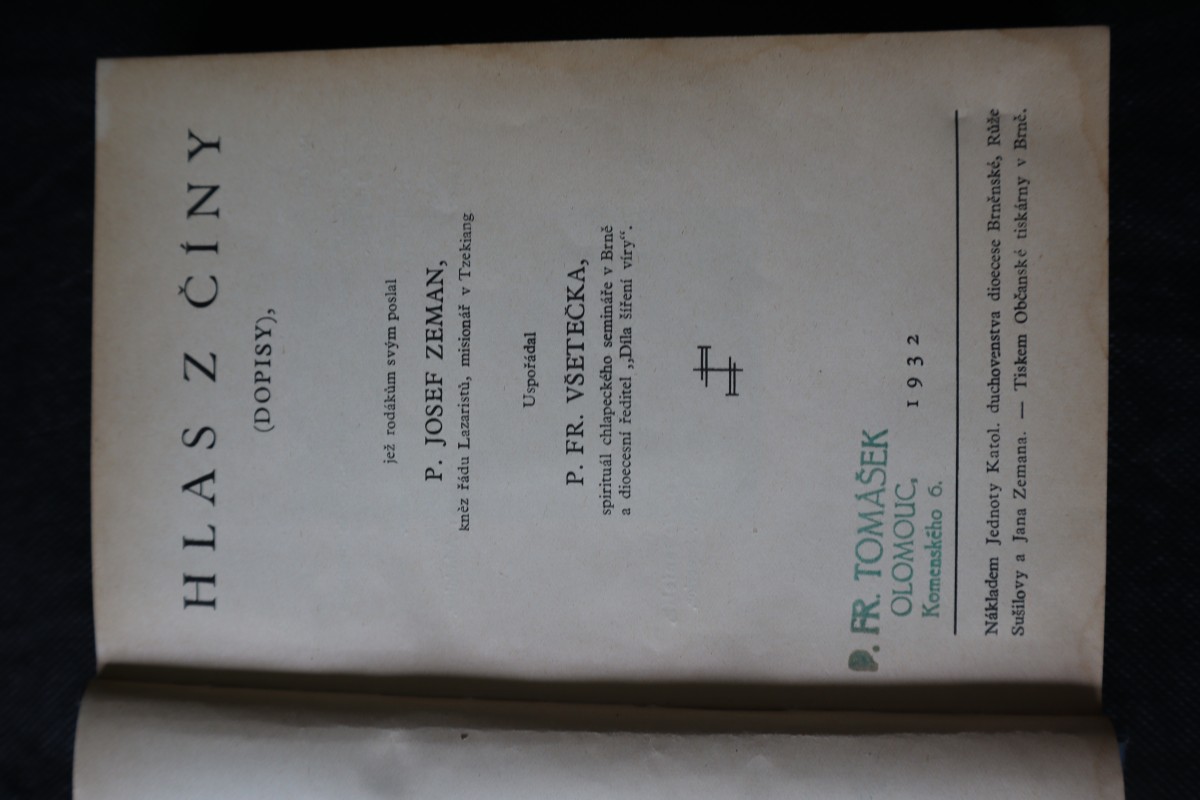 HLAS Z ČÍNY
(DOPISY),
jež rodákům svým poslal
P. JOSEF ZEMAN,
kněz řádu Lazaristů, misionář v Tzekiang
Uspořádal
P. FR. VŠETEČKA,
spirituál chlapeckého semináře v Brně
a dioecesní ředitel „Díla šíření víry“.
P. FR. TOMÁŠEK
OLOMOUC,
Komenského 6.
1932
Nákladem Jednoty Katol. duchovenstva dioecese Brněnské, Růže
Sušilovy a Jana Zemana. — Tiskem Občanské tiskárny v Brně.